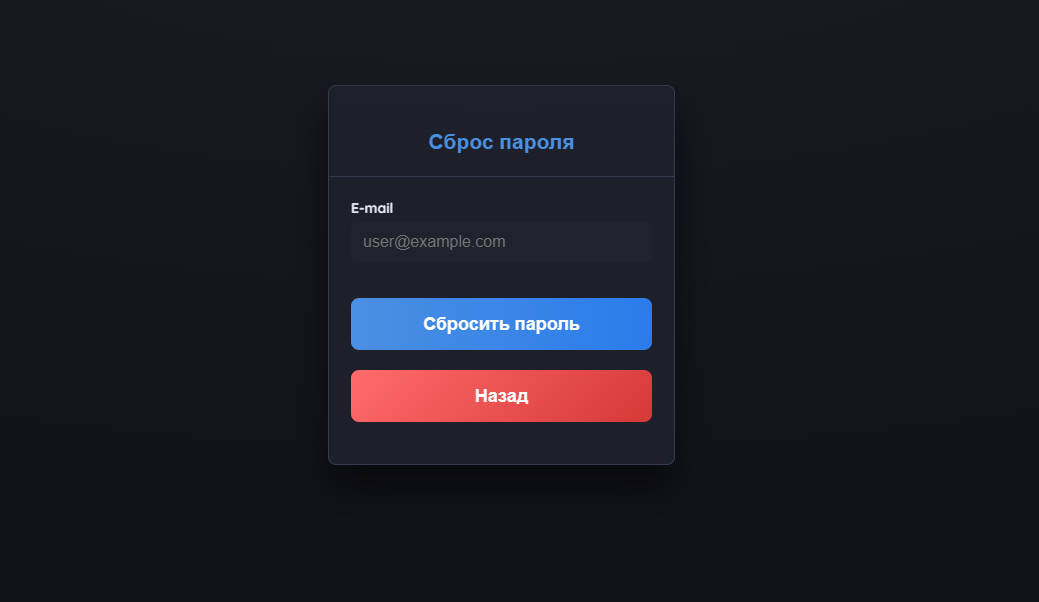 Сброс пароля
E-mail
user@example.com
Сбросить пароль
Назад